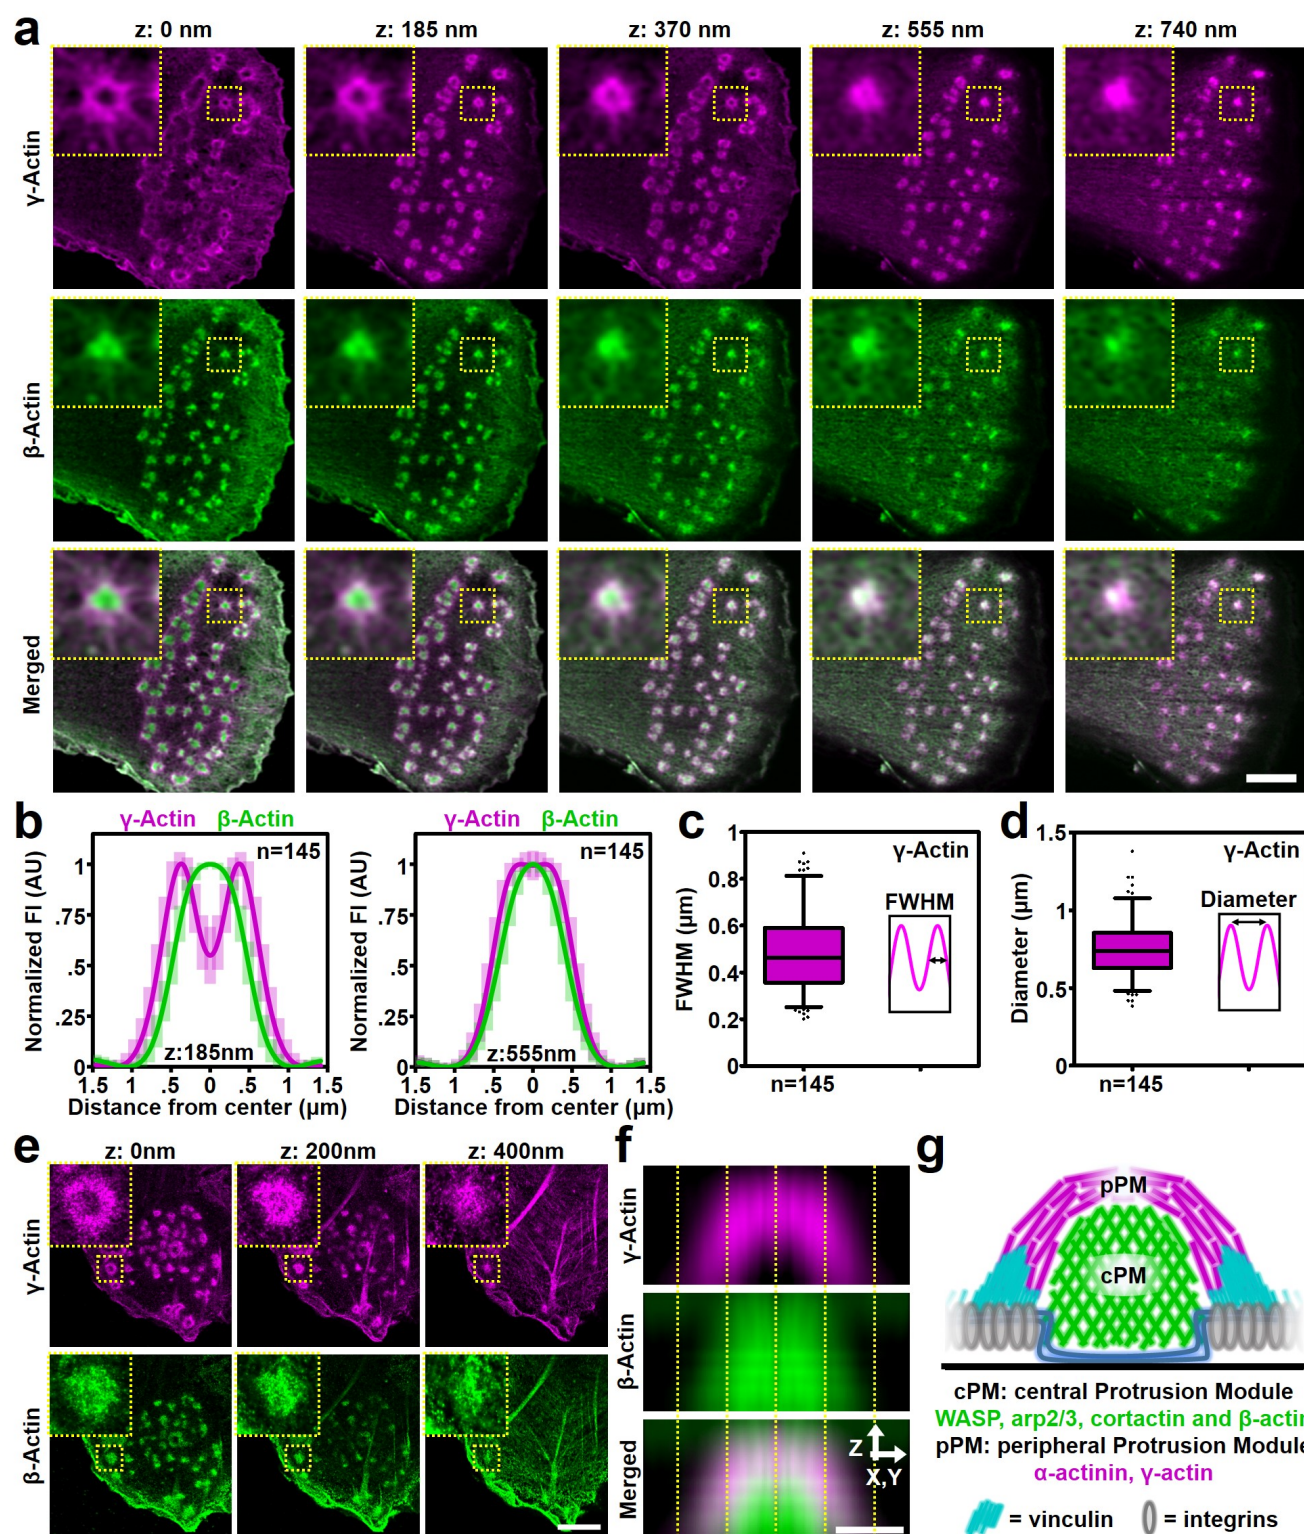 a
z: 0 nm
z: 185 nm
z: 370 nm
z: 555 nm
z: 740 nm
γ-Actin
β-Actin
Merged
b
γ-Actin β-Actin
n=145
Normalized FI (AU)
1
.75
.5
.25
0
z:185nm
1.5 1 .5 0 .5 1 1.5
Distance from center (µm)
γ-Actin β-Actin
n=145
Normalized FI (AU)
1
.75
.5
.25
0
z:555nm
1.5 1 .5 0 .5 1 1.5
Distance from center (µm)
c
γ-Actin
FWHM
FWHM (µm)
1
0.8
0.6
0.4
0.2
0
n=145
d
γ-Actin
Diameter
Diameter (µm)
1.5
1
0.5
0
n=145
e
z: 0nm
z: 200nm
z: 400nm
γ-Actin
β-Actin
f
γ-Actin
β-Actin
Merged
Z
X,Y
g
pPM
cPM
cPM: central Protrusion Module
WASP, arp2/3, cortactin and β-actin
pPM: peripheral Protrusion Module
α-actinin, γ-actin
= vinculin
= integrins